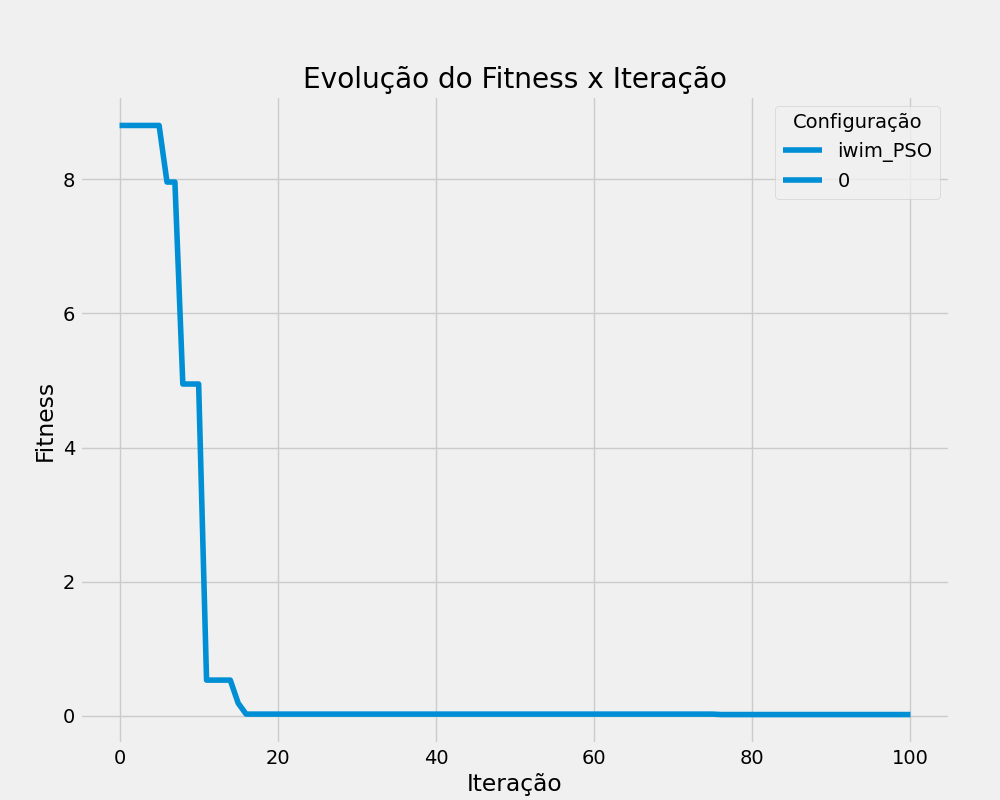 Evolução do Fitness x Iteração
Configuração
iwim_PSO
0
Fitness
8
6
4
2
0
0 20 40 60 80 100
Iteração